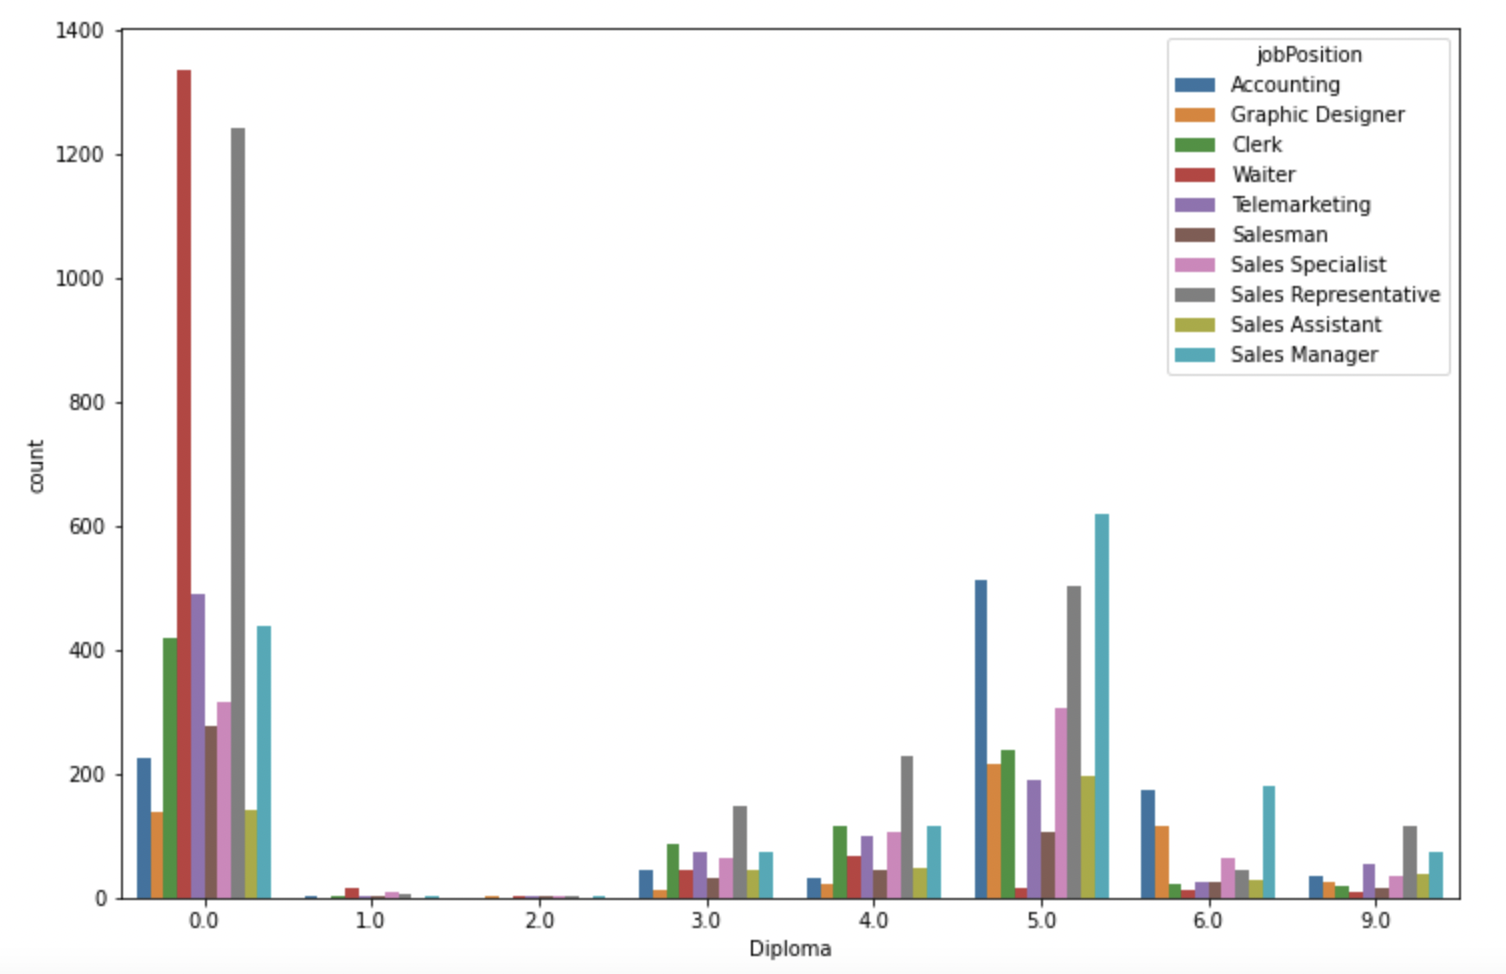 1400
1200
1000
800
600
400
200
0
count
jobPosition
Accounting
Graphic Designer
Clerk
Waiter
Telemarketing
Salesman
Sales Specialist
Sales Representative
Sales Assistant
Sales Manager
0.0 1.0 2.0 3.0 4.0 5.0 6.0 9.0
Diploma